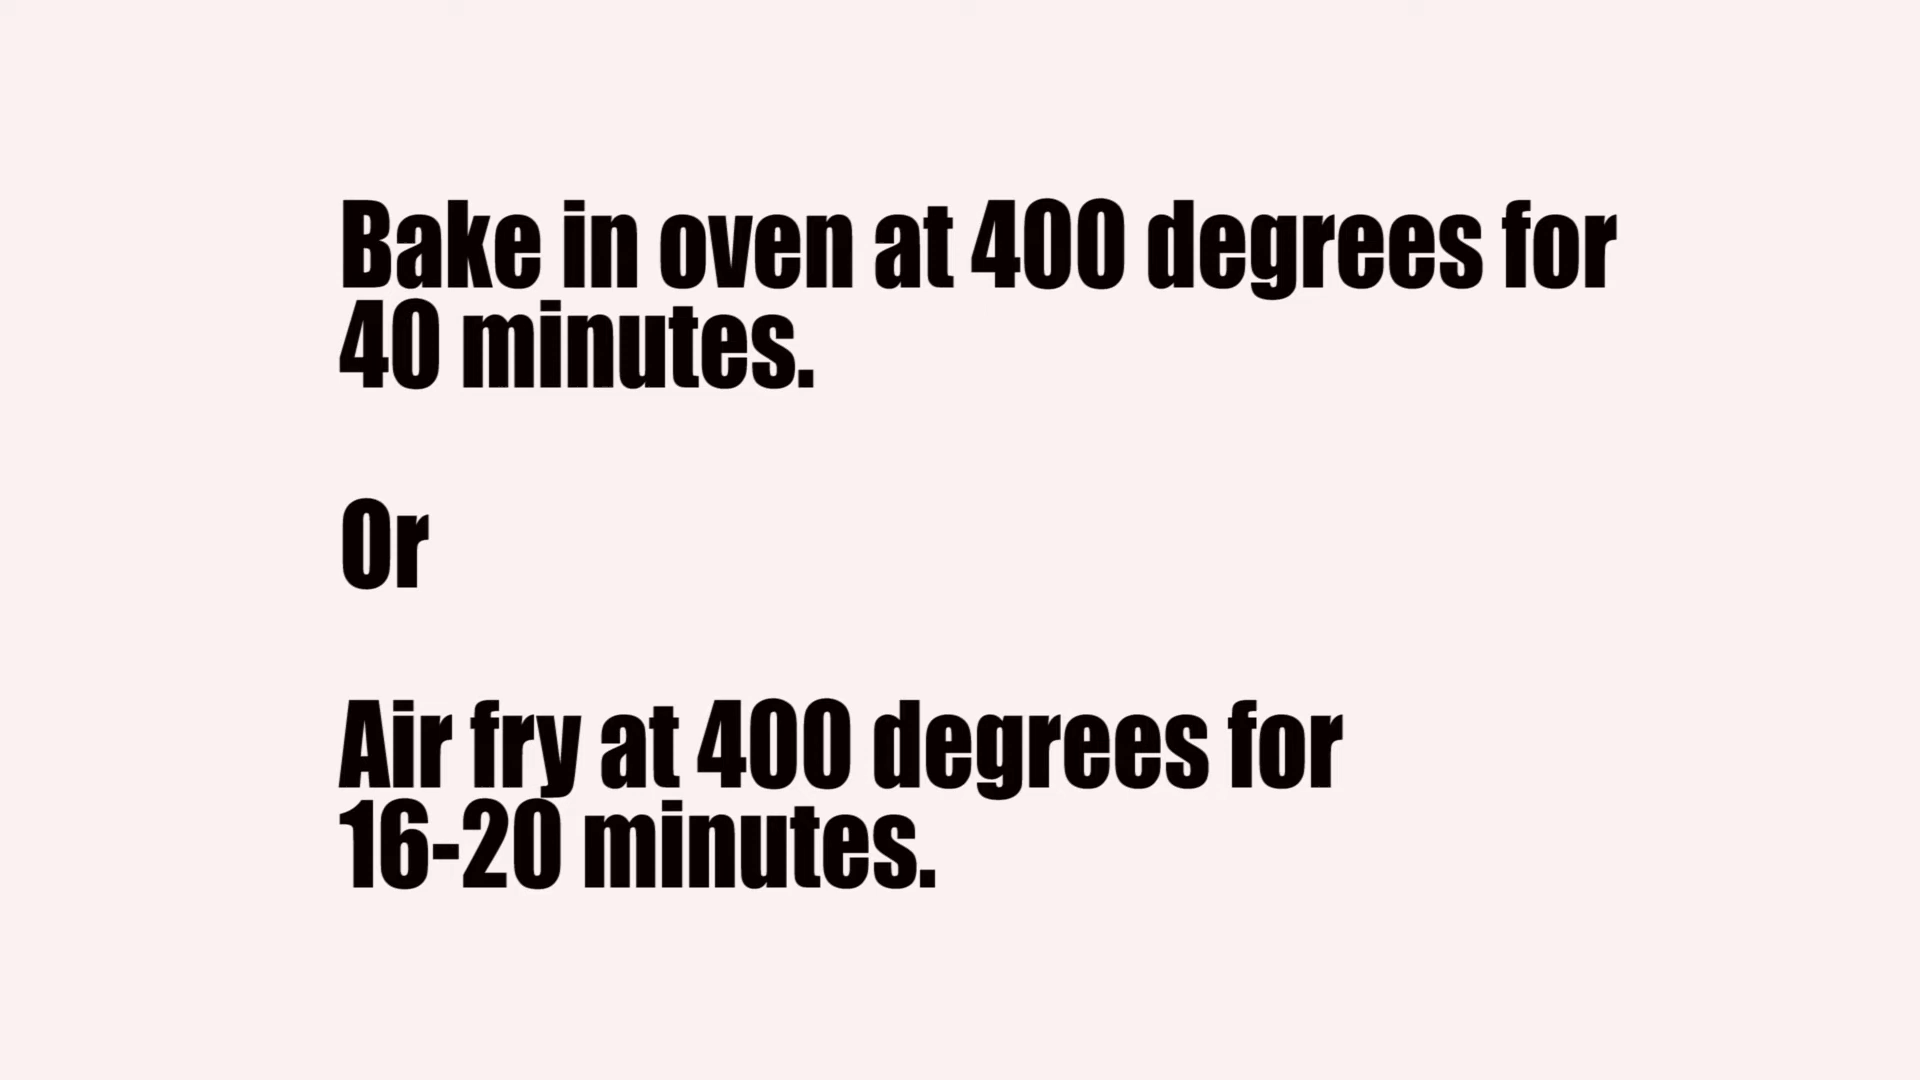 Bake in oven at 400 degrees for
40 minutes.
Or
Air fry at 400 degrees for
16-20 minutes.